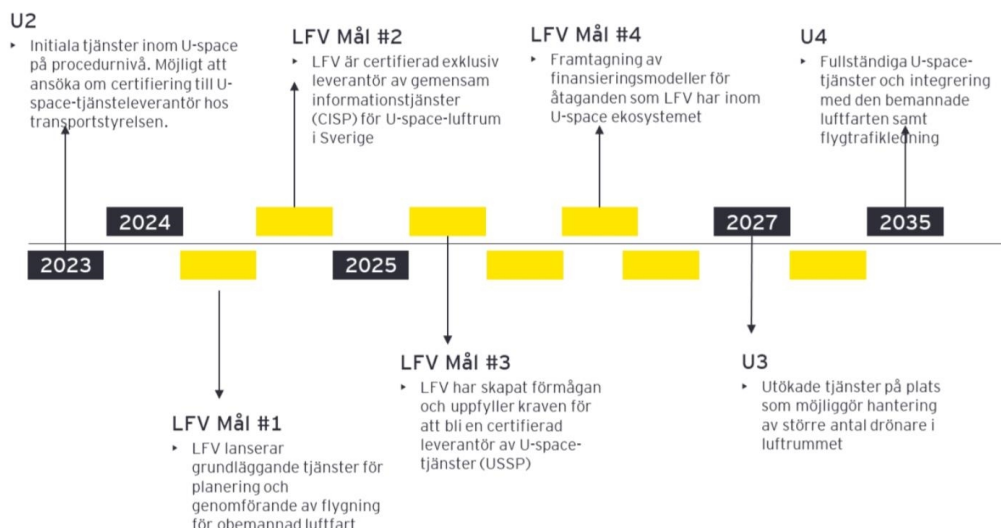 U2
▸ Initiala tjänster inom U-space
på procedurnivå. Möjligt att
ansöka om certifiering till U-
space-tjänsteleverantör hos
transportstyrelsen.
LFV Mål #2
▸ LFV är certifierad exklusiv
leverantör av gemensam
informationstjänster
(CISP) för U-space-luftrum
i Sverige
LFV Mål #4
▸ Framtagning av
finansieringsmodeller för
åtaganden som LFV har inom
U-space ekosystemet
U4
▸ Fullständiga U-space-
tjänster och integrering
med den bemannade
luftfarten samt
flygtrafikledning
2024
2027
2035
2023
2025
LFV Mål #1
▸ LFV lanserar
grundläggande tjänster för
planering och
genomförande av flygning
för obemannad luftfart
LFV Mål #3
▸ LFV har skapat förmågan
och uppfyller kraven för
att bli en certifierad
leverantör av U-space-
tjänster (USSP)
U3
▸ Utökade tjänster på plats
som möjliggör hantering
av större antal drönare i
luftrummet